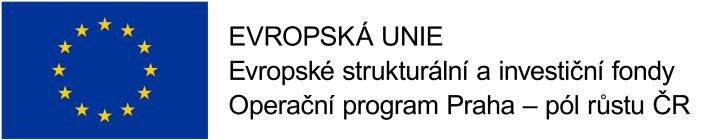 EVROPSKÁ UNIE
Evropské strukturální a investiční fondy
Operační program Praha – pól růstu ČR